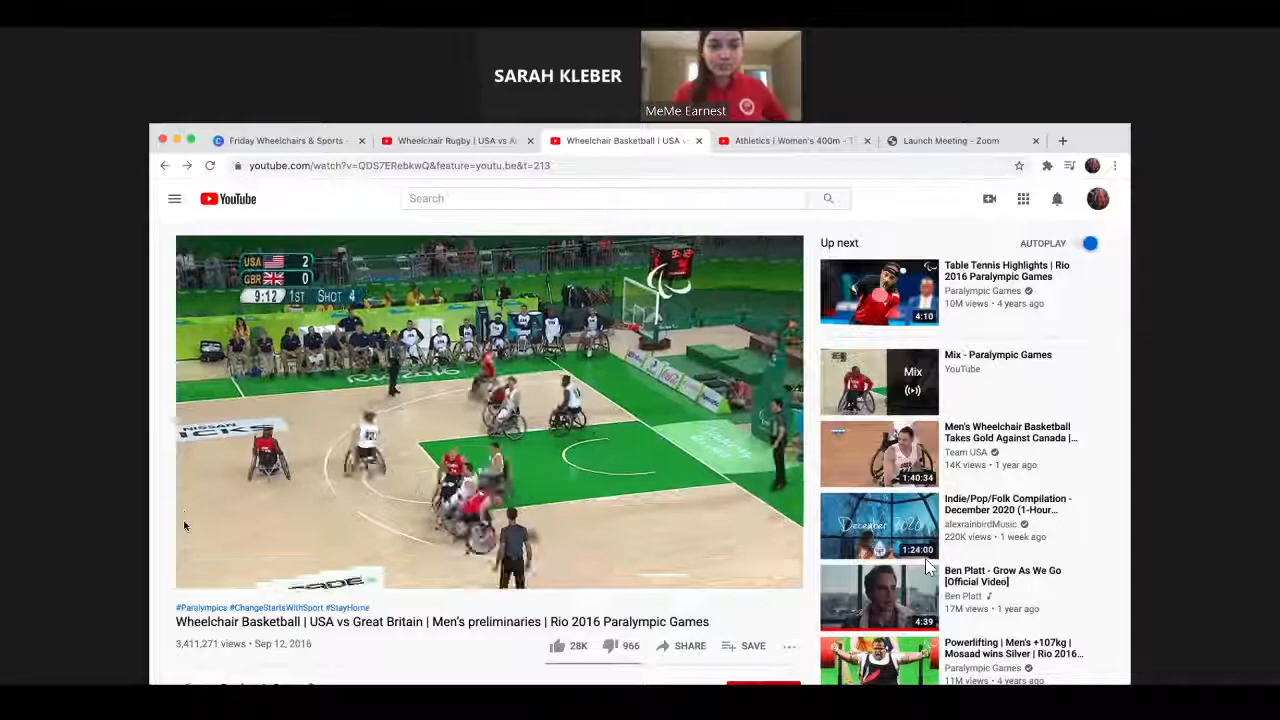 SARAH KLEBER
MeMe Earnest
Friday Wheelchairs & Sports -
Wheelchair Rugby | USA vs A
Wheelchair Basketball | USA v
Athletics | Women's 400m - T
Launch Meeting - Zoom
youtube.com/watch?v=QDS7ERebkwQ&feature=youtu.be&t=213
YouTube
Search
USA 2
GBR 0
9:12 1ST SHOT 4
NISSAN
Up next
AUTOPLAY
Table Tennis Highlights | Rio
2016 Paralympic Games
Paralympic Games
10M views • 4 years ago
4:10
Mix - Paralympic Games
YouTube
Mix
Men's Wheelchair Basketball
Takes Gold Against Canada |...
Team USA
14K views • 1 year ago
1:40:34
Indie/Pop/Folk Compilation -
December 2020 (1-Hour...
alexrainbirdMusic
220K views • 1 week ago
December 2020
1:24:00
Ben Platt - Grow As We Go
[Official Video]
Ben Platt
17M views • 1 year ago
4:39
Powerlifting | Men's +107kg |
Mosaad wins Silver | Rio 2016...
Paralympic Games
11M views • 4 years ago
#Paralympics #ChangeStartsWithSport #StayHome
Wheelchair Basketball | USA vs Great Britain | Men's preliminaries | Rio 2016 Paralympic Games
3,411,271 views • Sep 12, 2016
28K
966
SHARE
SAVE